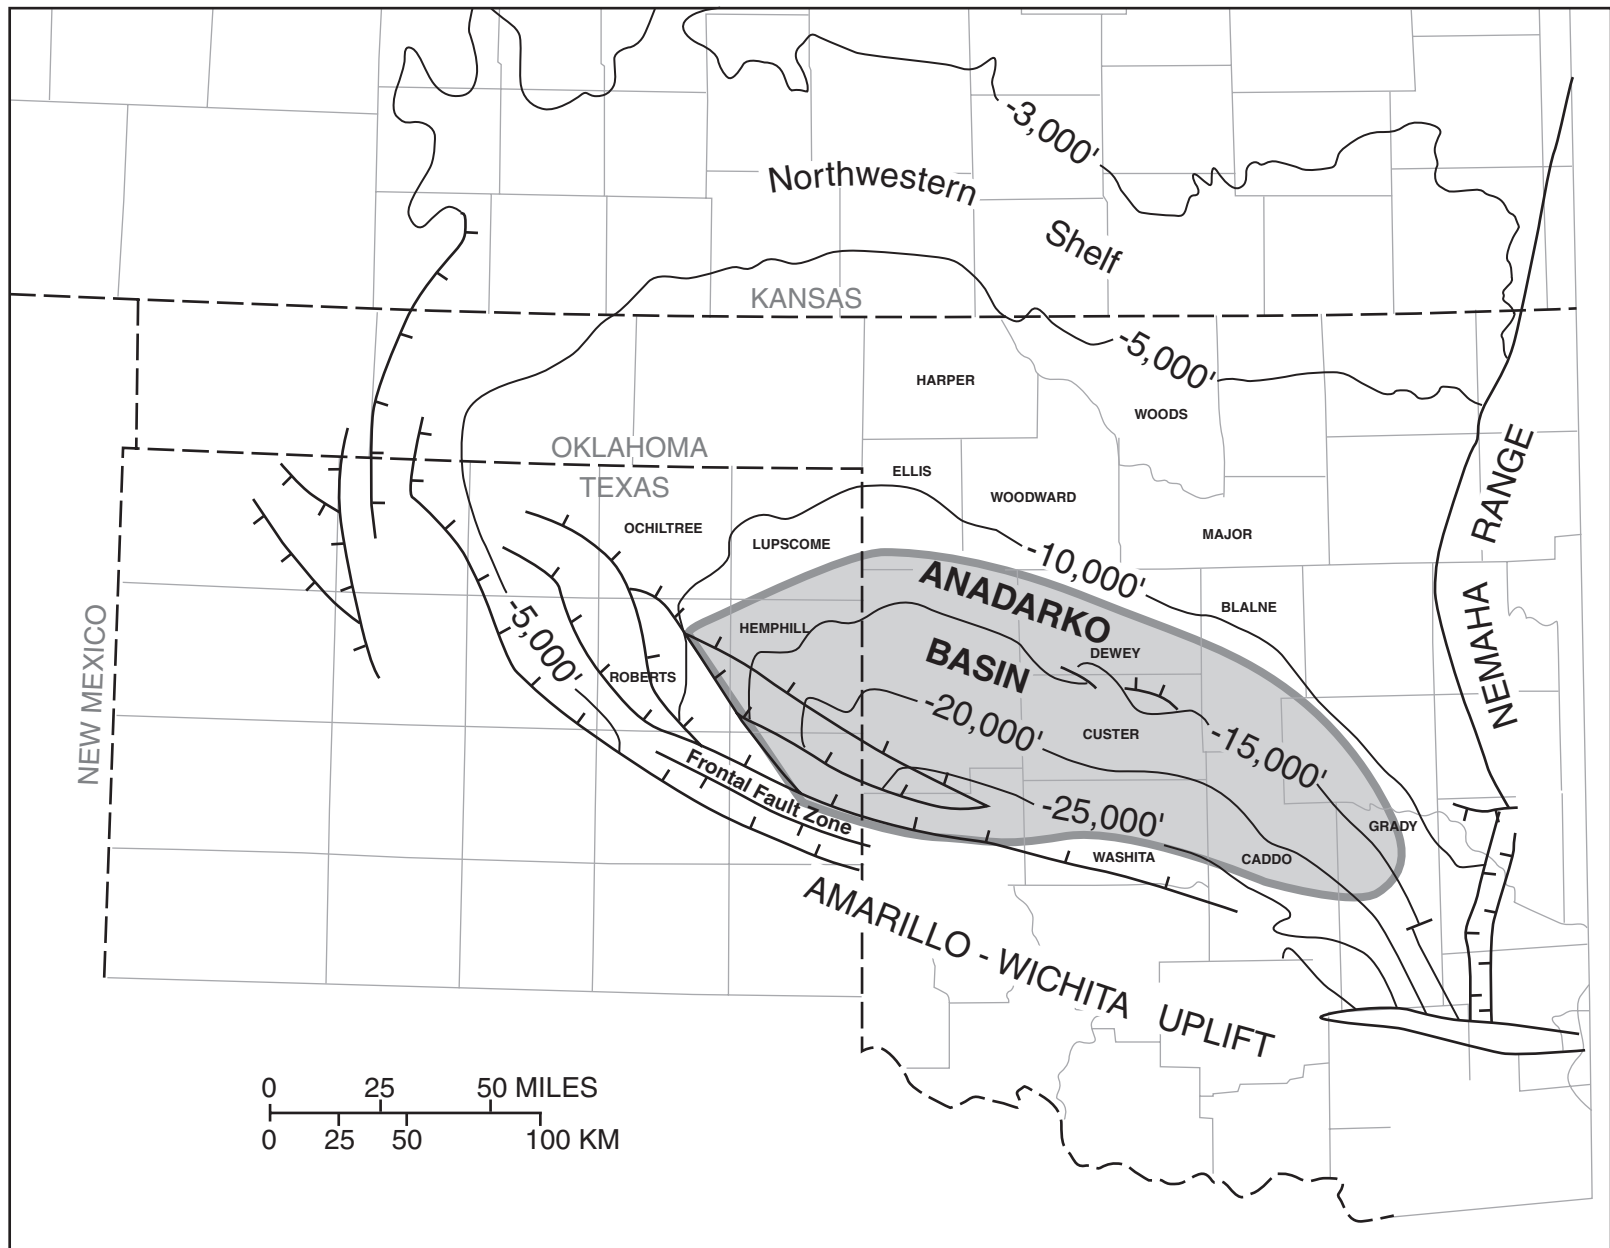 -3,000'
Northwestern
Shelf
KANSAS
-5,000'
HARPER
WOODS
OKLAHOMA
TEXAS
ELLIS
WOODWARD
RANGE
OCHILTREE
LUPSCOME
MAJOR
-10,000'
ANADARKO
BLALNE
NEW MEXICO
-5,000'
HEMPHILL
BASIN
DEWEY
NEMAHA
ROBERTS
-20,000'
CUSTER
-15,000'
Frontal Fault Zone
-25,000'
GRADY
WASHITA
CADDO
AMARILLO - WICHITA UPLIFT
0 25 50 MILES
0 25 50 100 KM